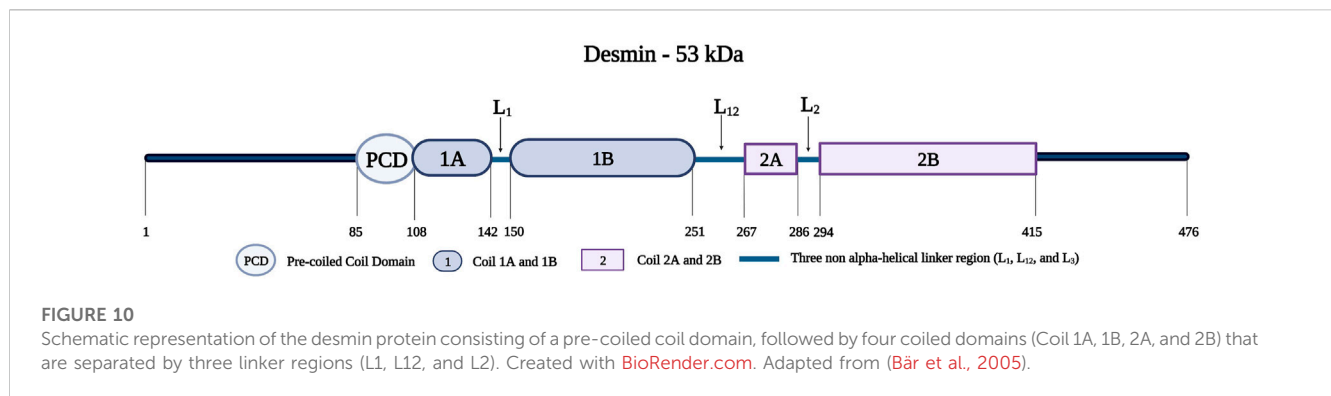 Desmin - 53 kDa
L₁ L₁₂ L₂
PCD 1A 1B 2A 2B
1 85 108 142 150 251 267 286 294 415 476
PCD Pre-coiled Coil Domain 1 Coil 1A and 1B 2 Coil 2A and 2B Three non alpha-helical linker region (L₁, L₁₂, and L₃)
FIGURE 10
Schematic representation of the desmin protein consisting of a pre-coiled coil domain, followed by four coiled domains (Coil 1A, 1B, 2A, and 2B) that
are separated by three linker regions (L1, L12, and L2). Created with BioRender.com. Adapted from (Bär et al., 2005).